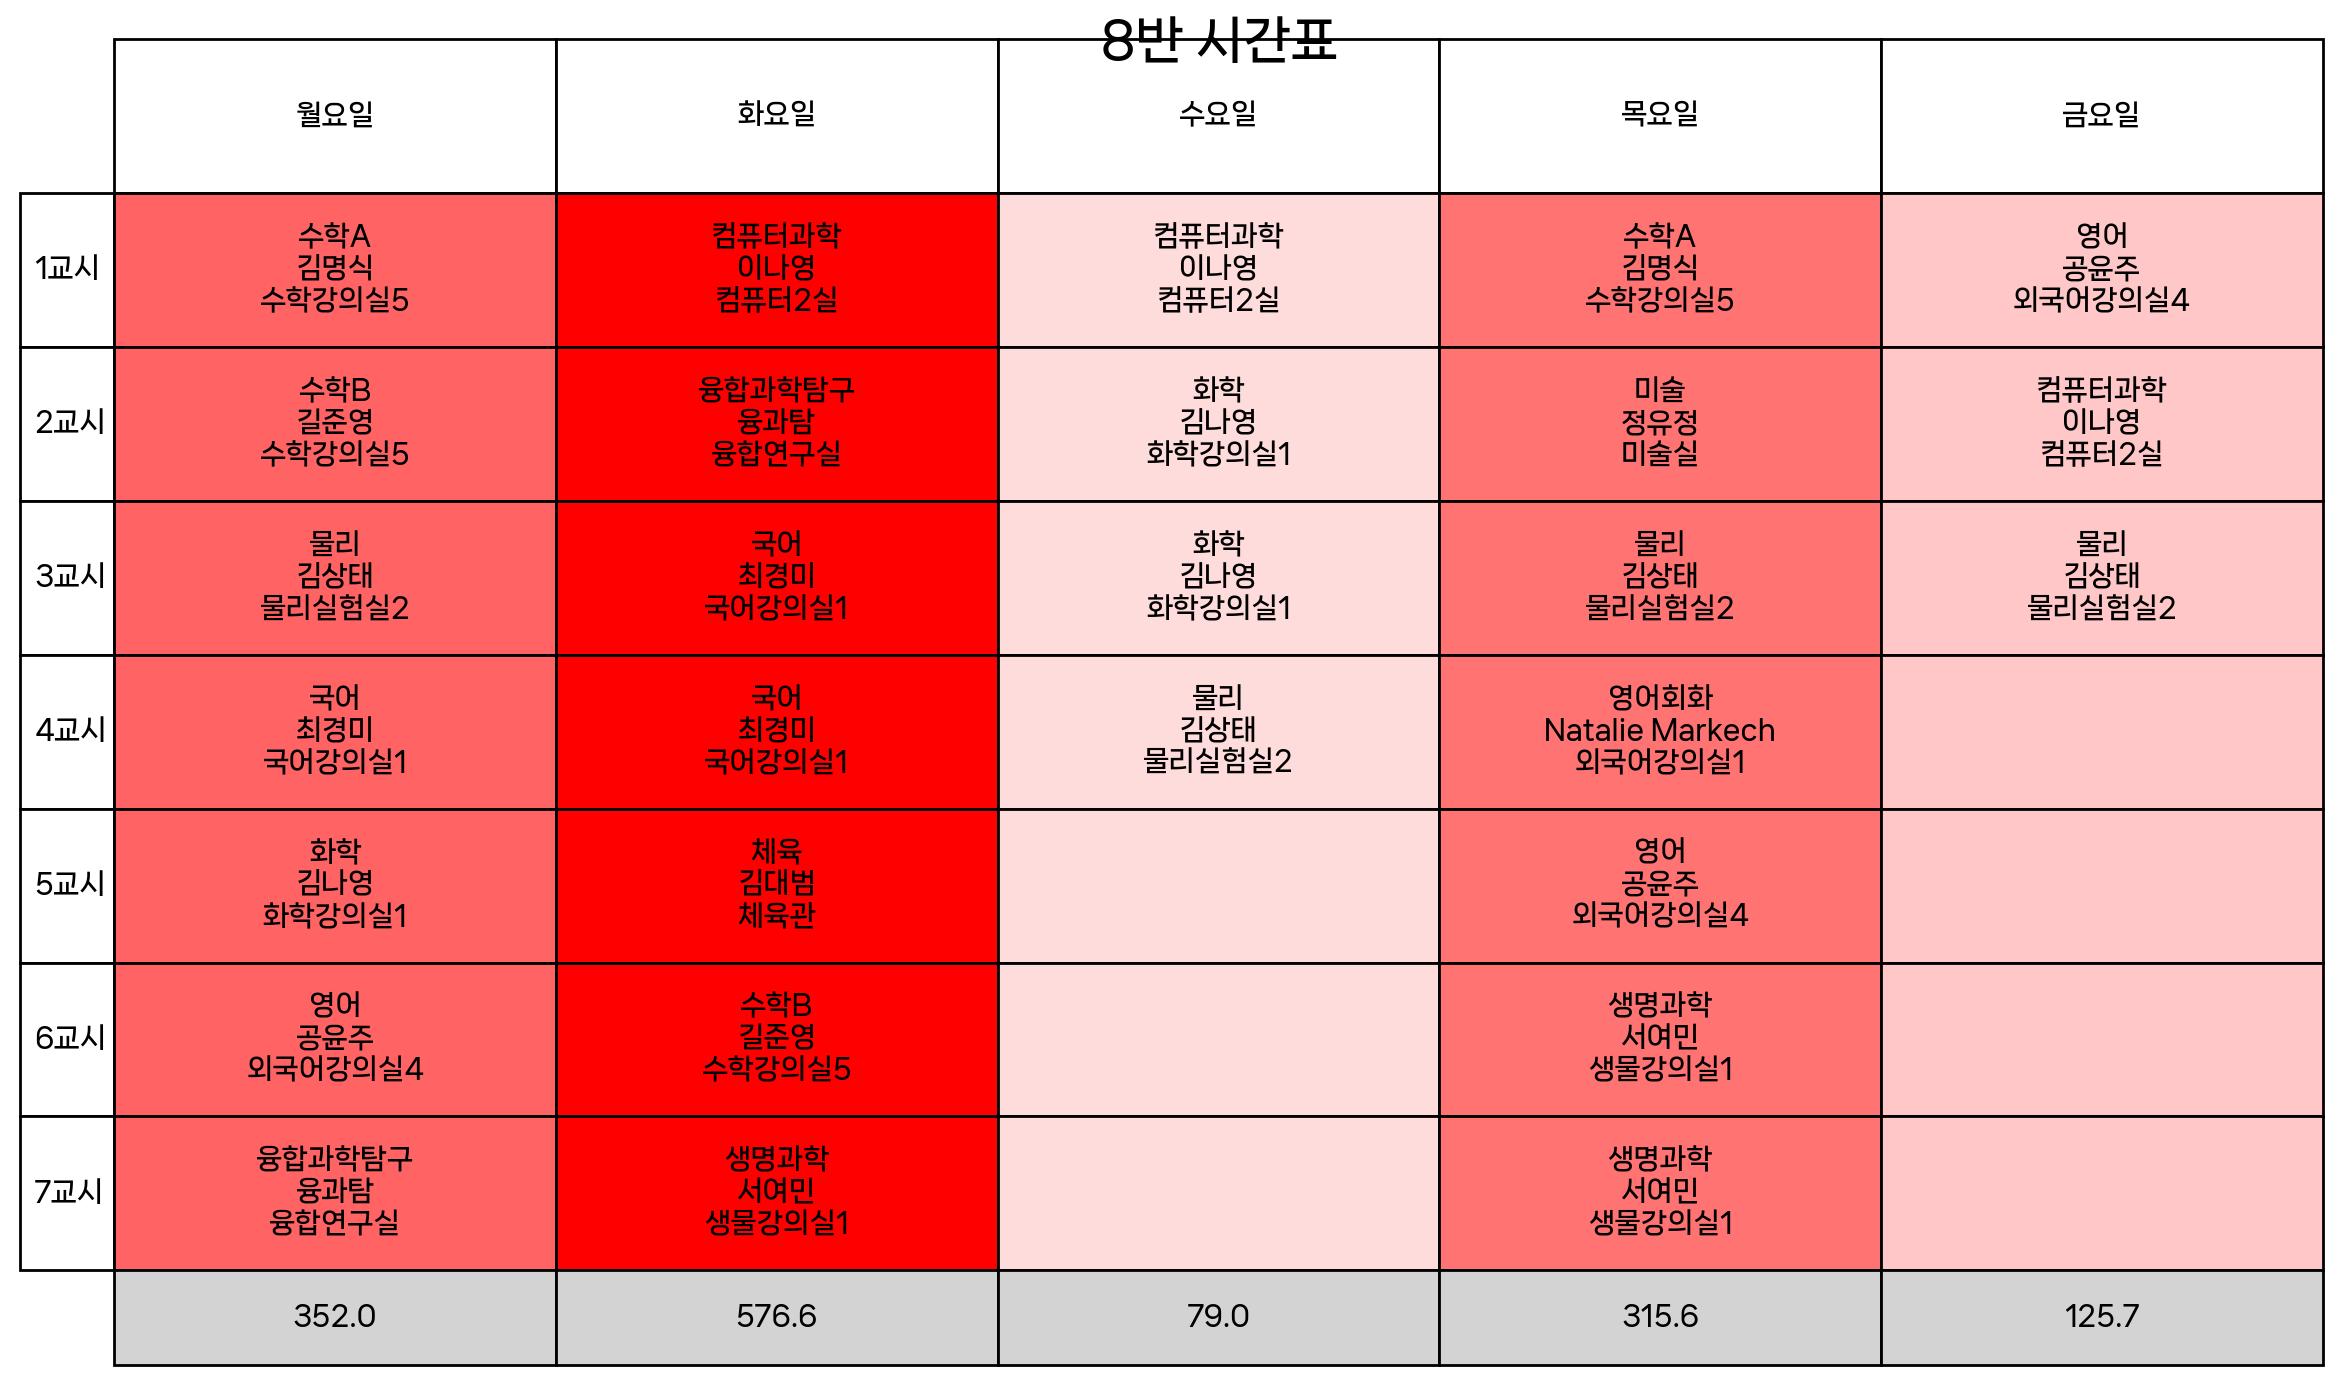 8반 시간표
월요일 화요일 수요일 목요일 금요일
1교시
수학A
김명식
수학강의실5
컴퓨터과학
이나영
컴퓨터2실
컴퓨터과학
이나영
컴퓨터2실
수학A
김명식
수학강의실5
영어
공윤주
외국어강의실4
2교시
수학B
길준영
수학강의실5
융합과학탐구
융과탐
융합연구실
화학
김나영
화학강의실1
미술
정유정
미술실
컴퓨터과학
이나영
컴퓨터2실
3교시
물리
김상태
물리실험실2
국어
최경미
국어강의실1
화학
김나영
화학강의실1
물리
김상태
물리실험실2
물리
김상태
물리실험실2
4교시
국어
최경미
국어강의실1
국어
최경미
국어강의실1
물리
김상태
물리실험실2
영어회화
Natalie Markech
외국어강의실1
5교시
화학
김나영
화학강의실1
체육
김대범
체육관
영어
공윤주
외국어강의실4
6교시
영어
공윤주
외국어강의실4
수학B
길준영
수학강의실5
생명과학
서여민
생물강의실1
7교시
융합과학탐구
융과탐
융합연구실
생명과학
서여민
생물강의실1
생명과학
서여민
생물강의실1
352.0 576.6 79.0 315.6 125.7